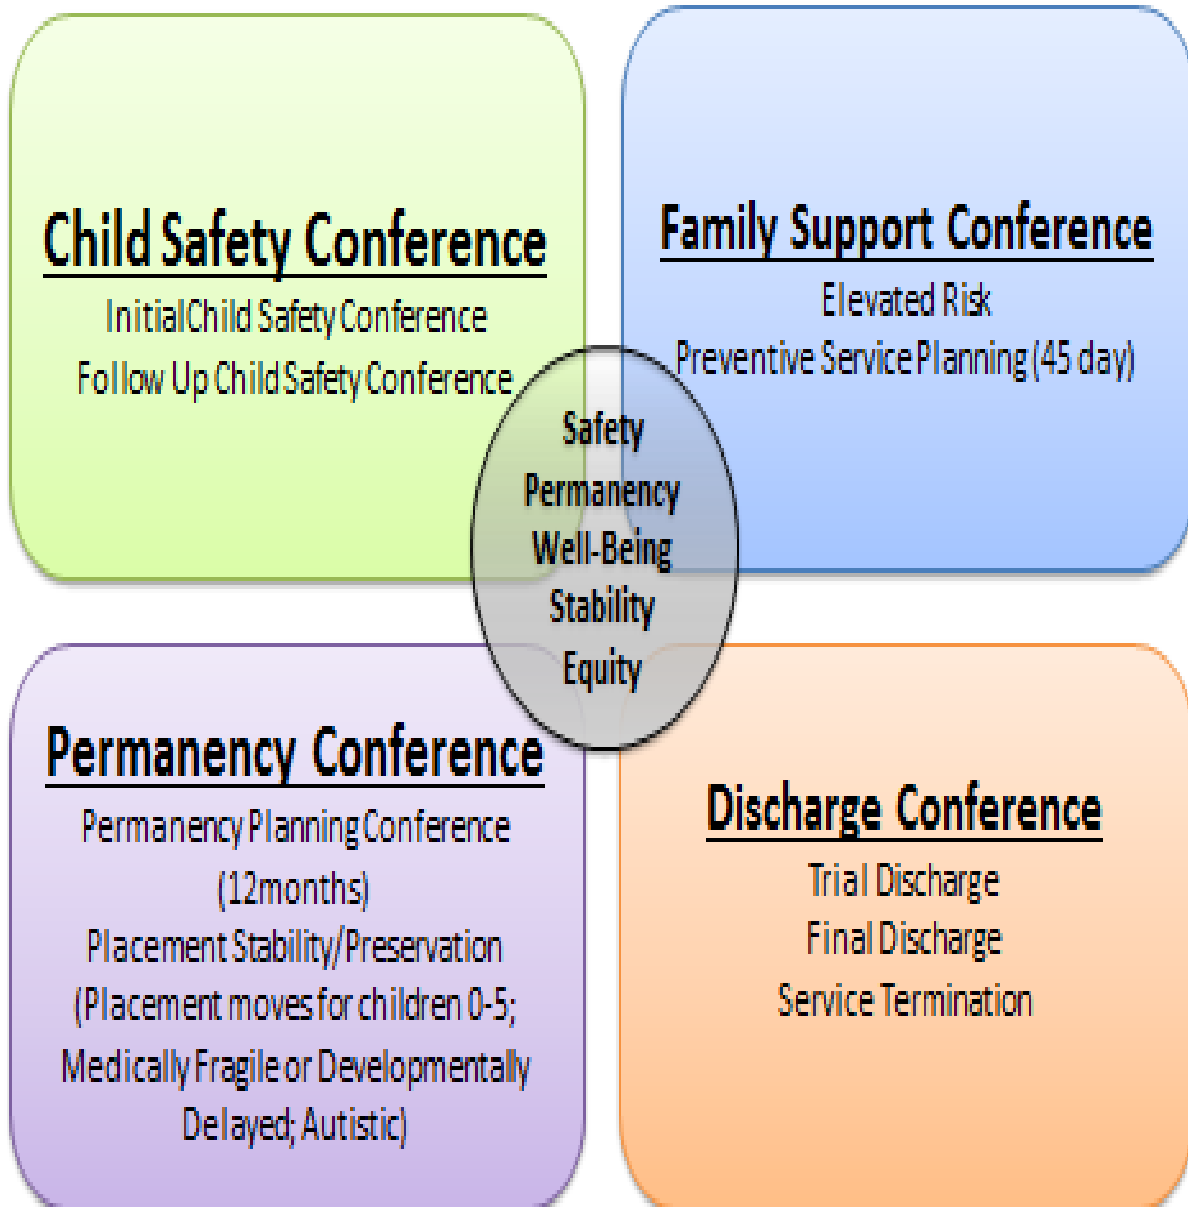 Child Safety Conference
Initial Child Safety Conference
Follow Up Child Safety Conference
Family Support Conference
Elevated Risk
Preventive Service Planning (45 day)
Safety
Permanency
Well-Being
Stability
Equity
Permanency Conference
Permanency Planning Conference
(12months)
Placement Stability/Preservation
(Placement moves for children 0-5;
Medically Fragile or Developmentally
Delayed; Autistic)
Discharge Conference
Trial Discharge
Final Discharge
Service Termination